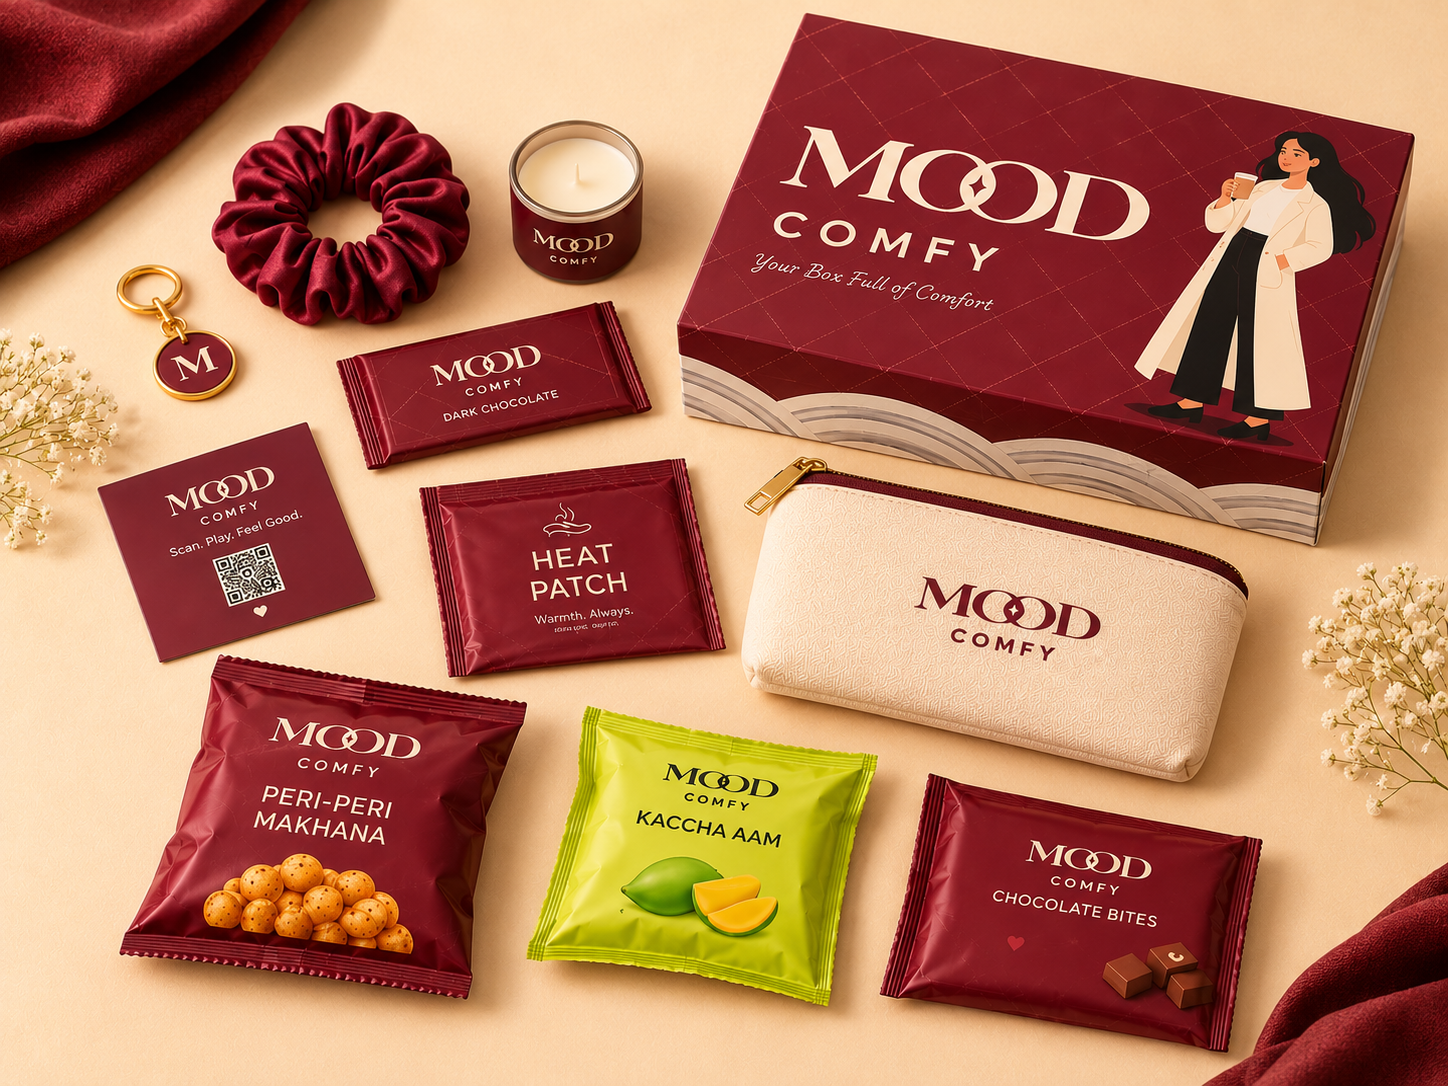 MOOD
COMFY
Your Box Full of Comfort
MOOD
COMFY
M
MOOD
COMFY
DARK CHOCOLATE
MOOD
COMFY
Scan. Play. Feel Good.
HEAT
PATCH
Warmth. Always.
MOOD
COMFY
MOOD
COMFY
PERI-PERI
MAKHANA
MOOD
COMFY
KACCHA AAM
MOOD
COMFY
CHOCOLATE BITES